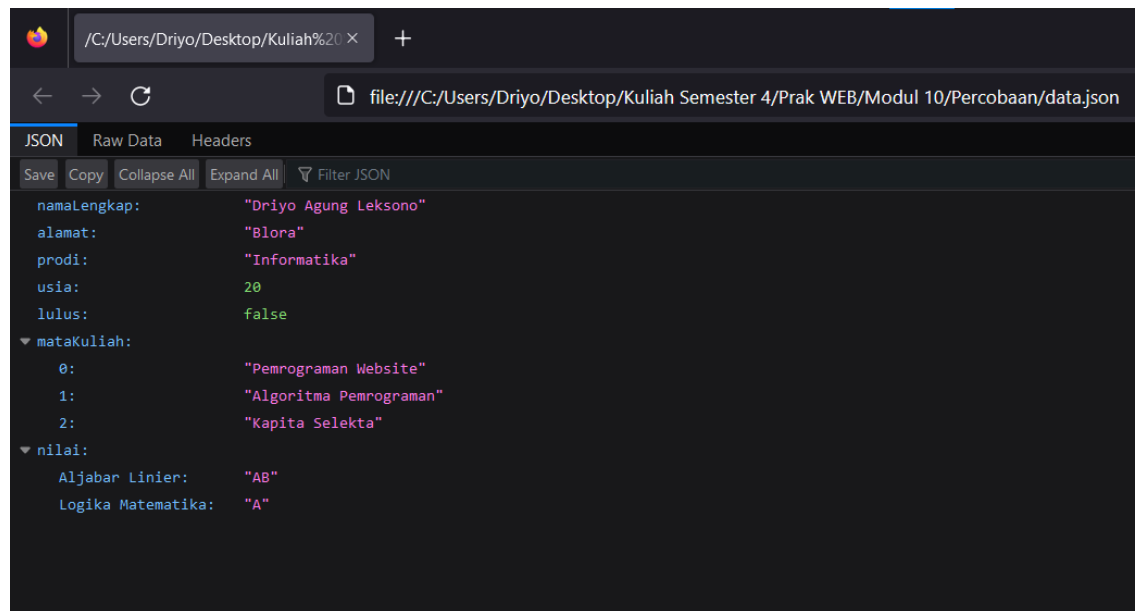 /C:/Users/Driyo/Desktop/Kuliah%20
file:///C:/Users/Driyo/Desktop/Kuliah Semester 4/Prak WEB/Modul 10/Percobaan/data.json
JSON Raw Data Headers
Save Copy Collapse All Expand All Filter JSON
namaLengkap: "Driyo Agung Leksono"
alamat: "Blora"
prodi: "Informatika"
usia: 20
lulus: false
mataKuliah:
0: "Pemrograman Website"
1: "Algoritma Pemrograman"
2: "Kapita Selekta"
nilai:
Aljabar Linier: "AB"
Logika Matematika: "A"